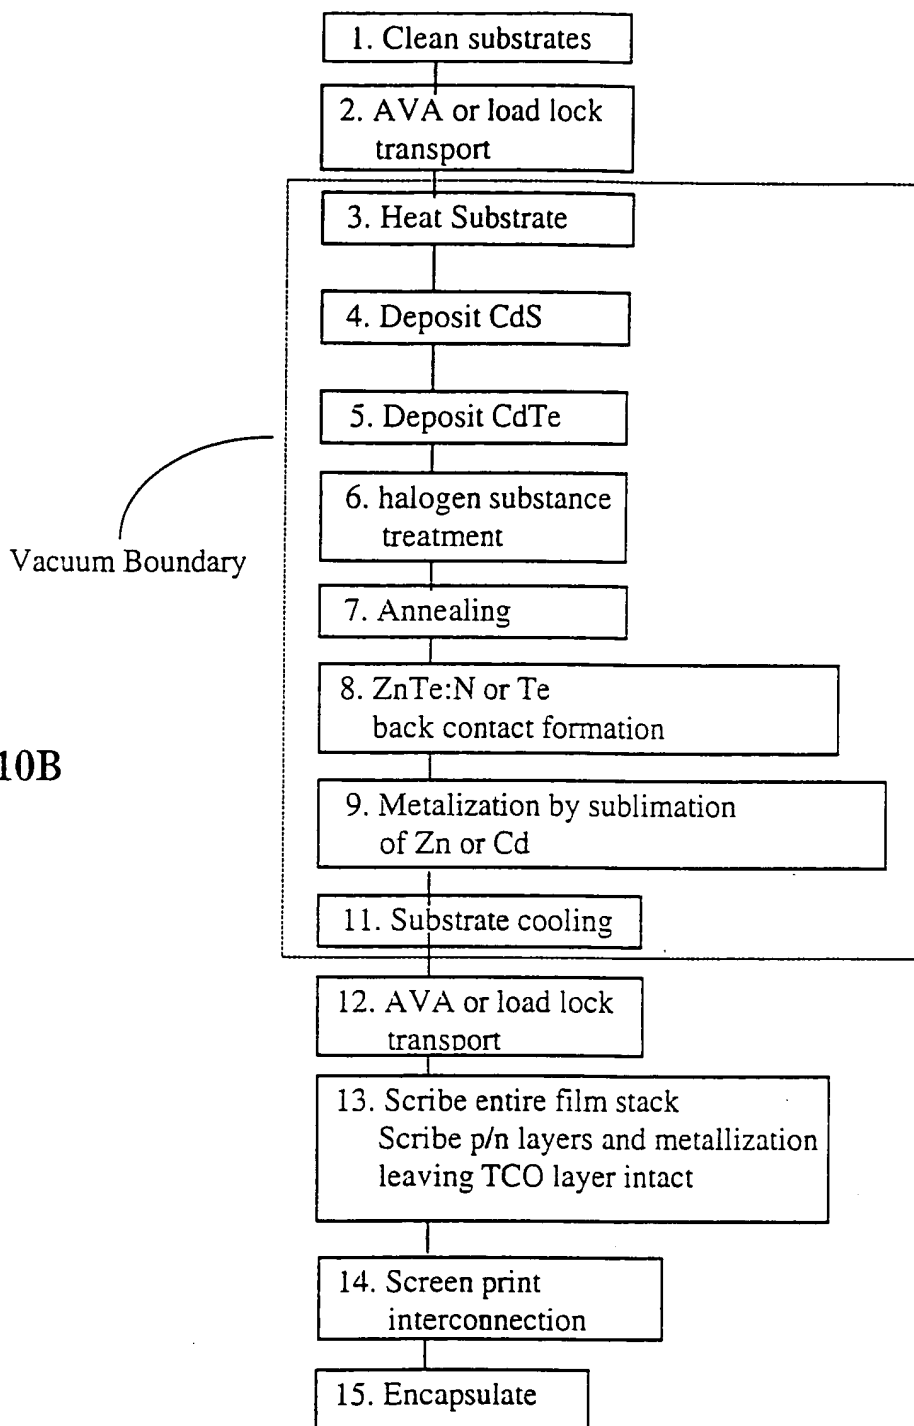 1. Clean substrates
2. AVA or load lock
transport
3. Heat Substrate
4. Deposit CdS
5. Deposit CdTe
6. halogen substance
treatment
Vacuum Boundary
7. Annealing
8. ZnTe:N or Te
back contact formation
10B
9. Metalization by sublimation
of Zn or Cd
11. Substrate cooling
12. AVA or load lock
transport
13. Scribe entire film stack
Scribe p/n layers and metallization
leaving TCO layer intact
14. Screen print
interconnection
15. Encapsulate